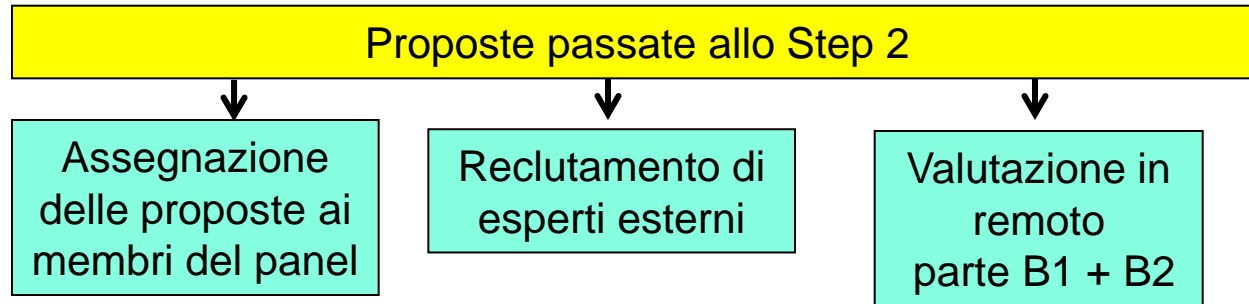 Proposte passate allo Step 2
Assegnazione
delle proposte ai
membri del panel
Reclutamento di
esperti esterni
Valutazione in
remoto
parte B1 + B2